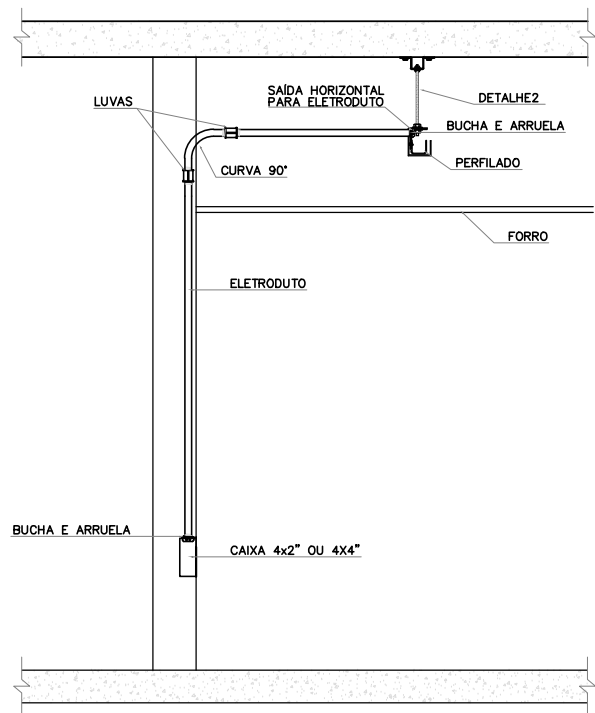 SAÍDA HORIZONTAL
PARA ELETRODUTO
LUVAS
DETALHE2
BUCHA E ARRUELA
CURVA 90°
PERFILADO
FORRO
ELETRODUTO
BUCHA E ARRUELA
CAIXA 4x2" OU 4X4"